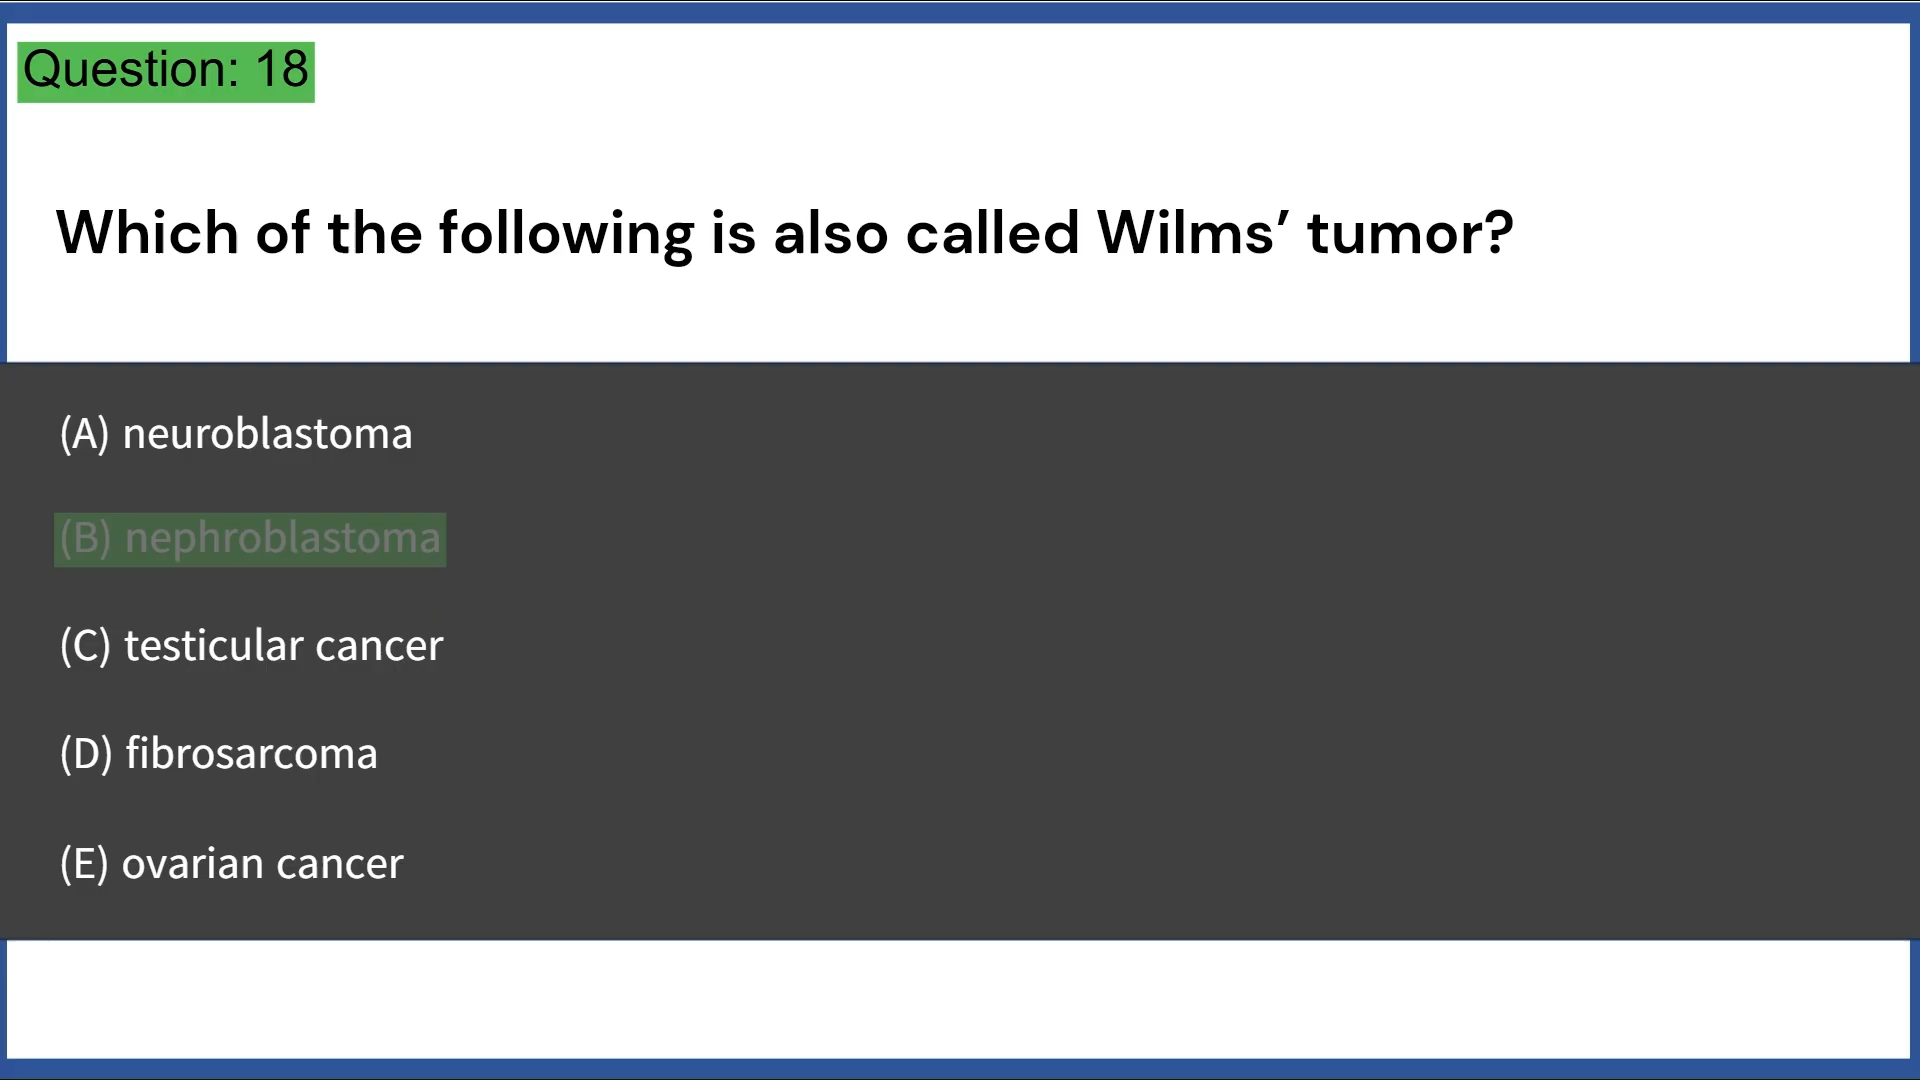 Question: 18
Which of the following is also called Wilms’ tumor?
(A) neuroblastoma
(B) nephroblastoma
(C) testicular cancer
(D) fibrosarcoma
(E) ovarian cancer